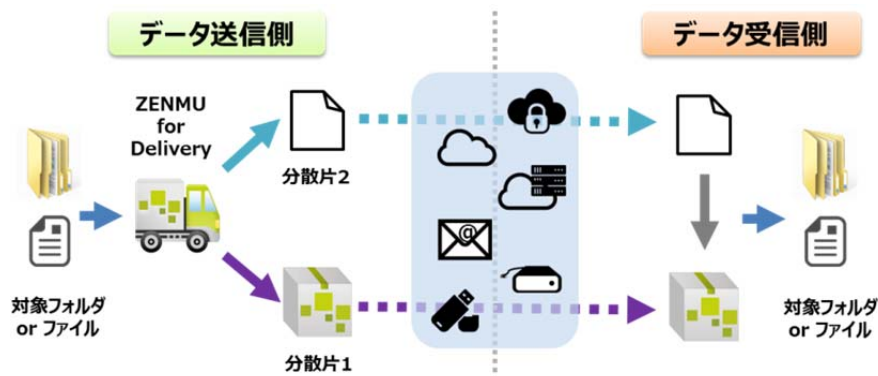 データ送信側
データ受信側
ZENMU
for
Delivery
分散片2
@
対象フォルダ
or ファイル
分散片1
対象フォルダ
or ファイル